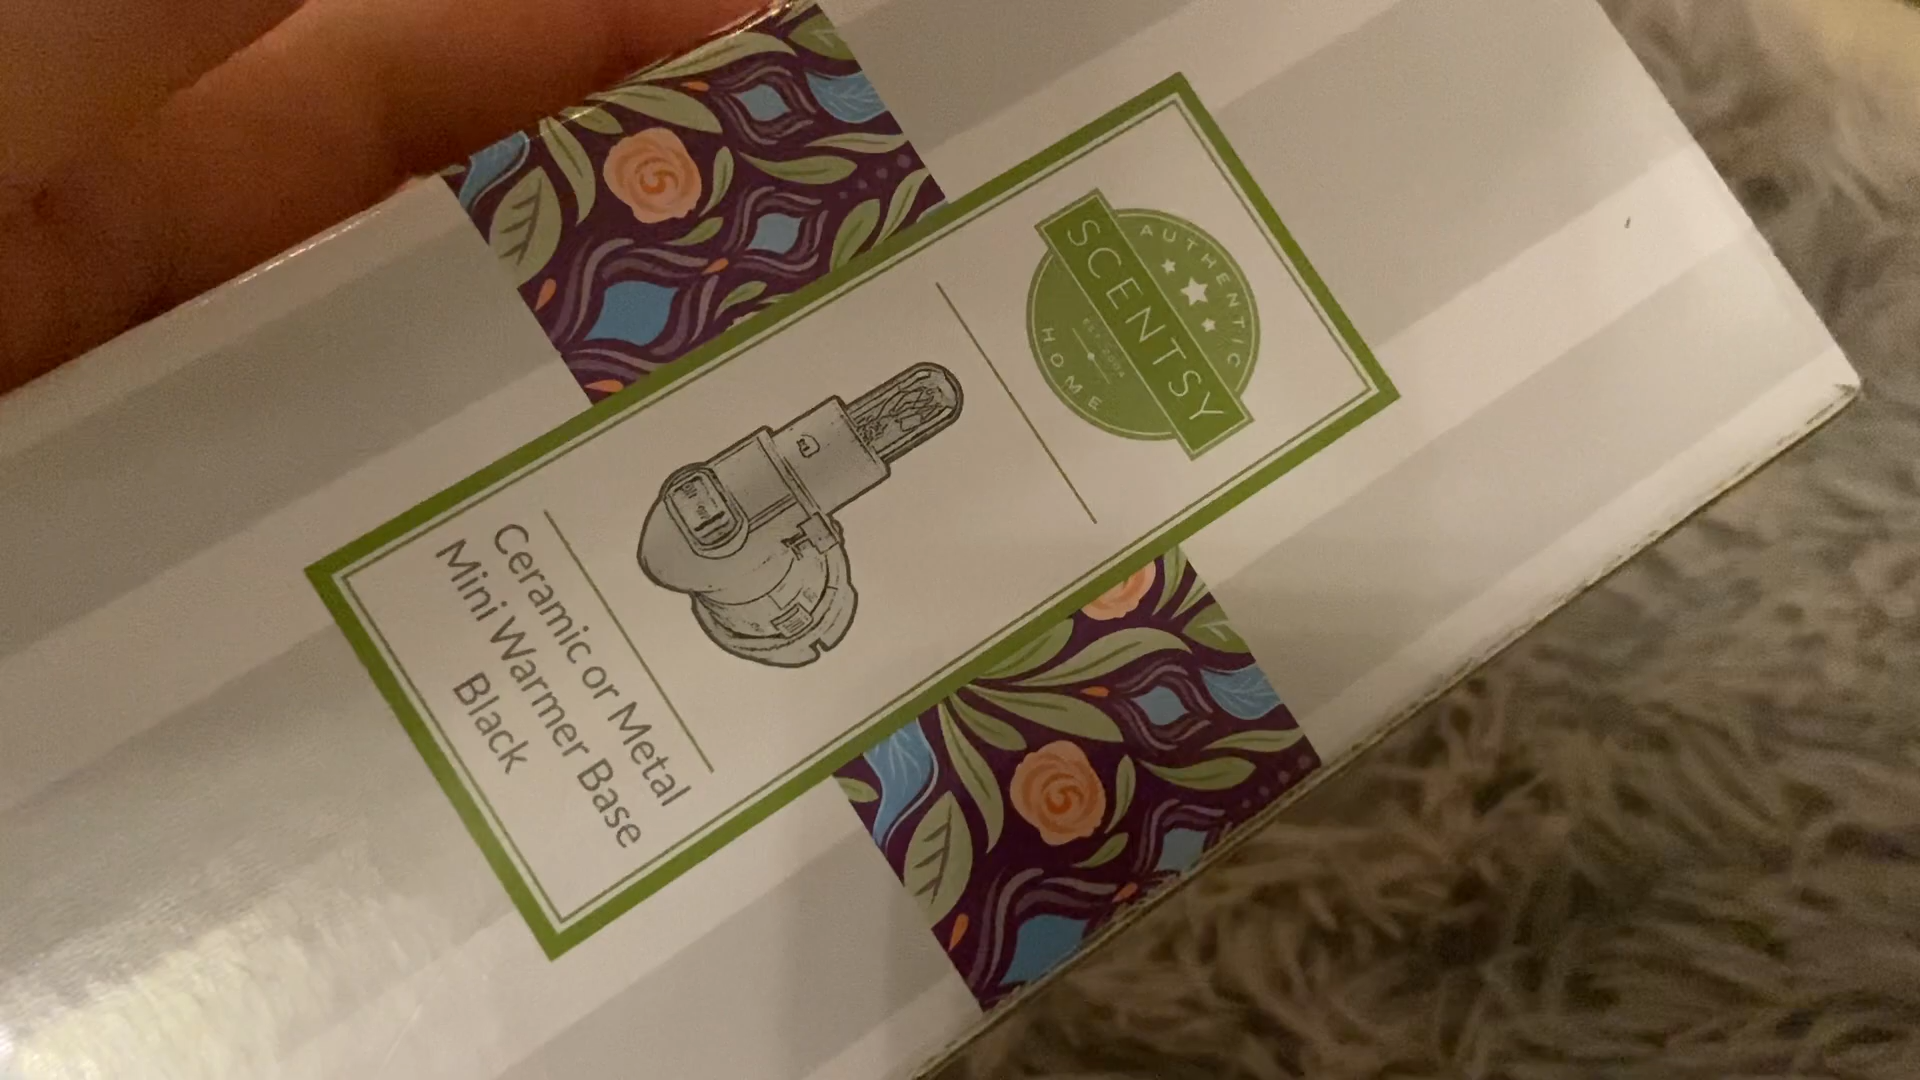 AUTHENTIC
SCENTSY
EST. 2004
HOME
Ceramic or Metal
Mini Warmer Base
Black